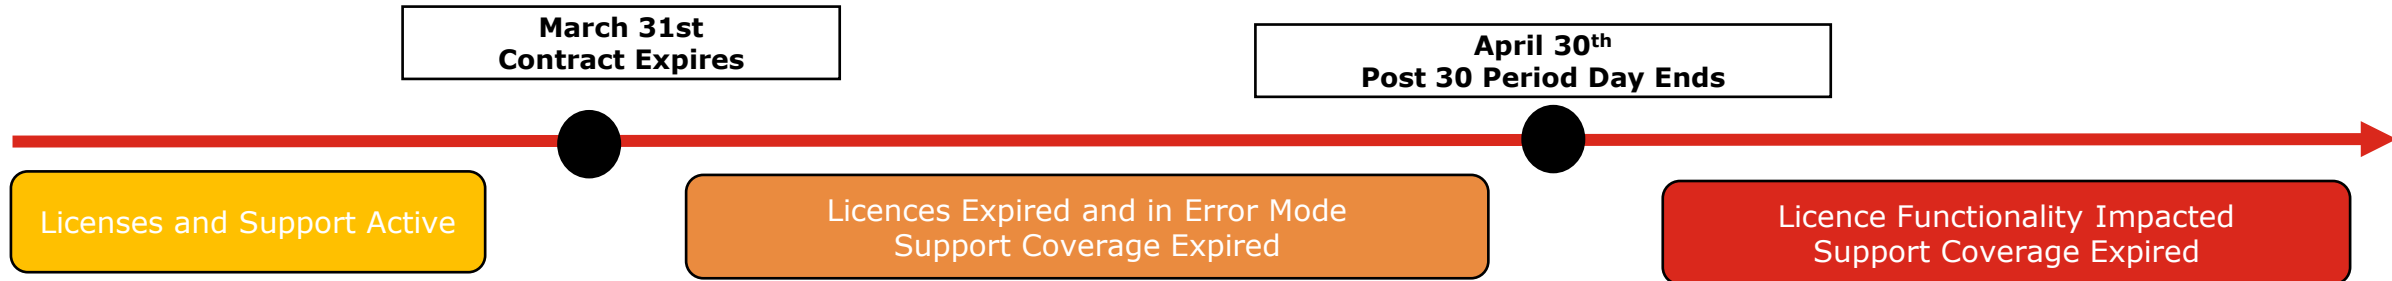 March 31st
Contract Expires
April 30th
Post 30 Period Day Ends
Licenses and Support Active
Licences Expired and in Error Mode
Support Coverage Expired
Licence Functionality Impacted
Support Coverage Expired